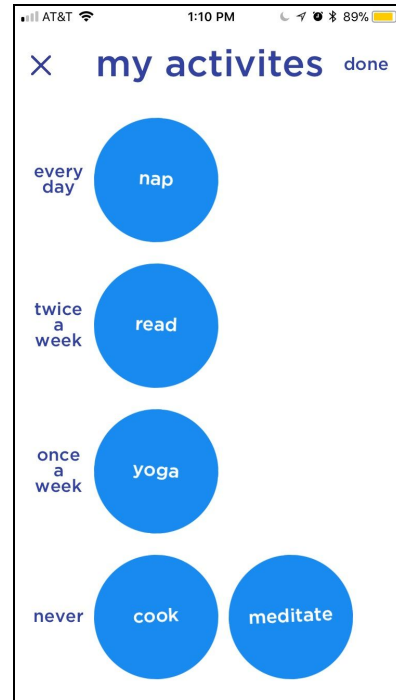 AT&T 1:10 PM 89%
my activites done
every
day
nap
twice
a
week
read
once
a
week
yoga
never
cook
meditate